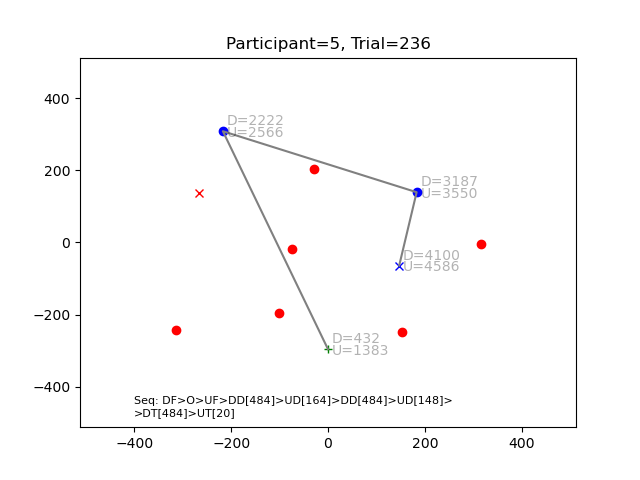 Participant=5, Trial=236
400
200
0
−200
−400
D=2222
U=2566
D=3187
U=3550
D=4100
U=4586
D=432
U=1383
Seq: DF>O>UF>DD[484]>UD[164]>DD[484]>UD[148]>
>DT[484]>UT[20]
−400 −200 0 200 400